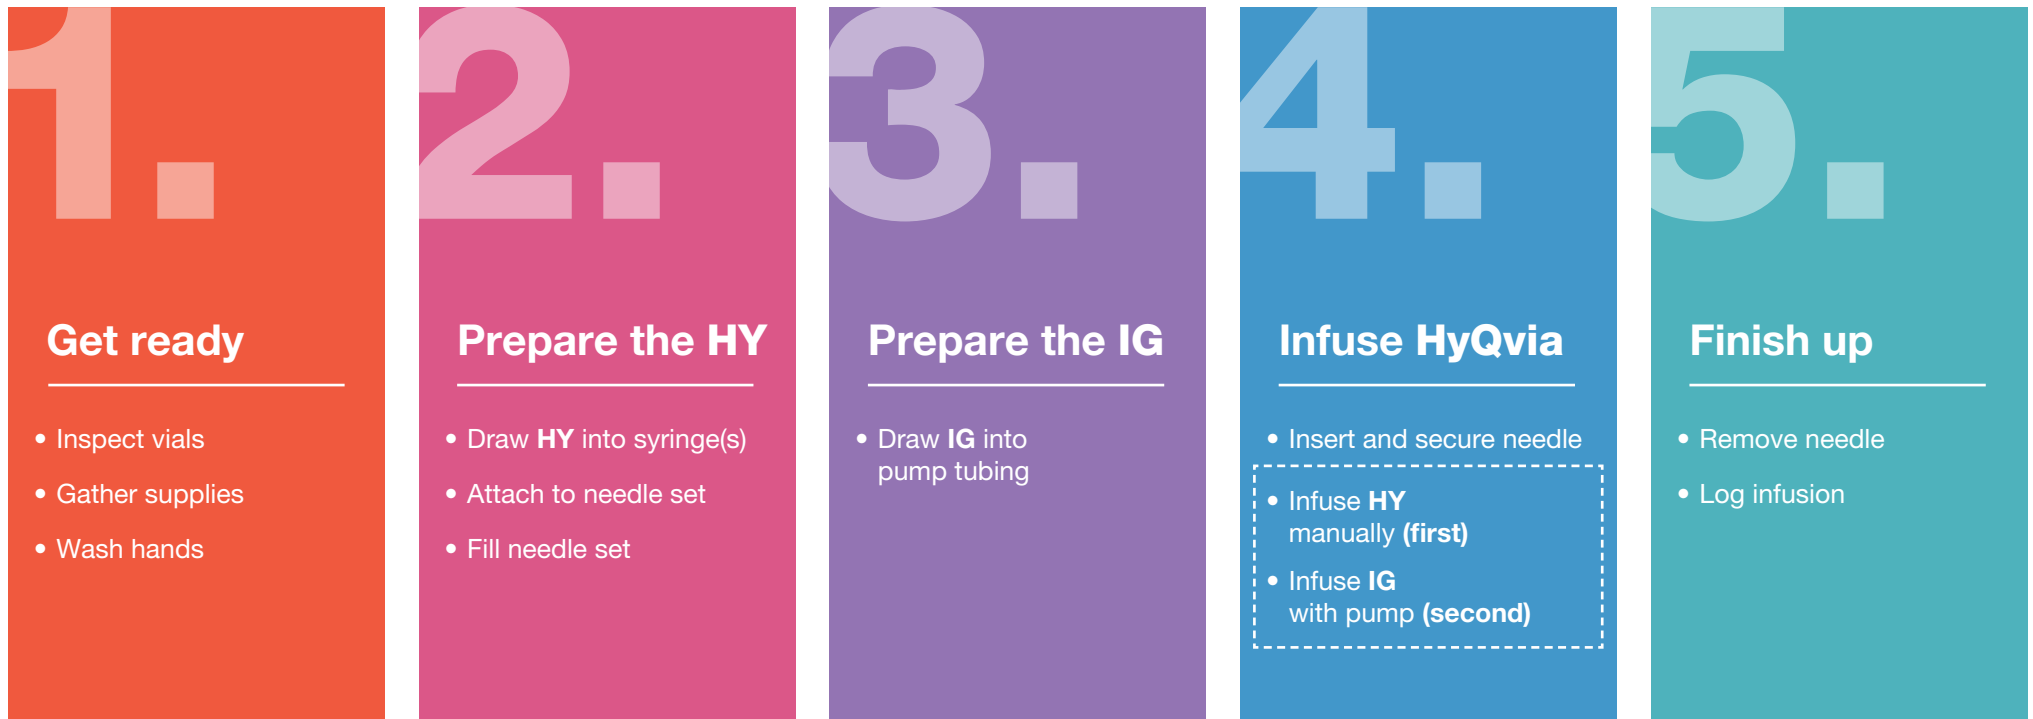 1.
Get ready
• Inspect vials
• Gather supplies
• Wash hands
2.
Prepare the HY
• Draw HY into syringe(s)
• Attach to needle set
• Fill needle set
3.
Prepare the IG
• Draw IG into
pump tubing
4.
Infuse HyQvia
• Insert and secure needle
• Infuse HY
manually (first)
• Infuse IG
with pump (second)
5.
Finish up
• Remove needle
• Log infusion